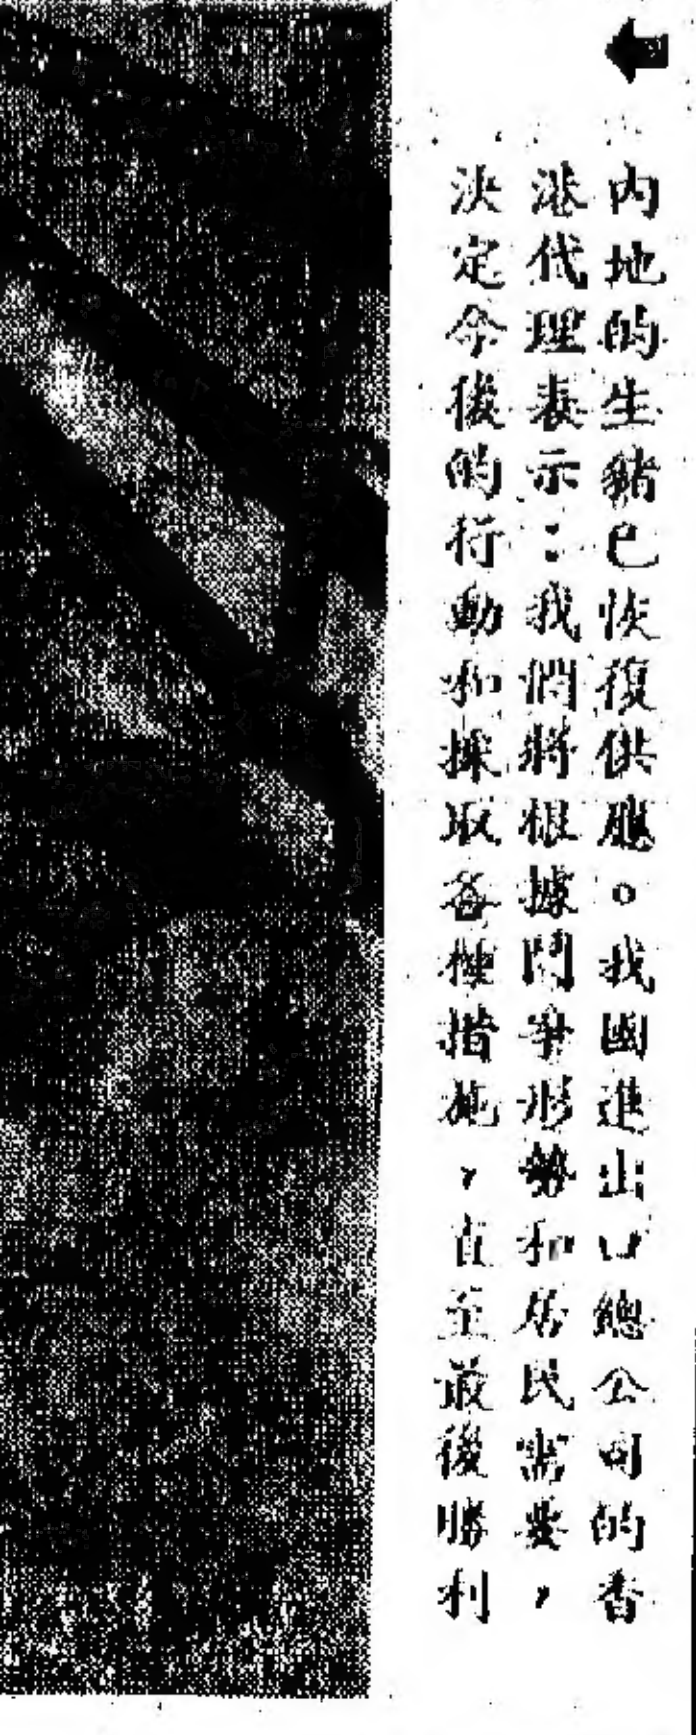 內地的生豬已恢復供應。我國進出口總公司的香
港代理表示：我們將根據鬥爭形勢和居民需要，
決定今後的行動和採取各種措施，直至最後勝利